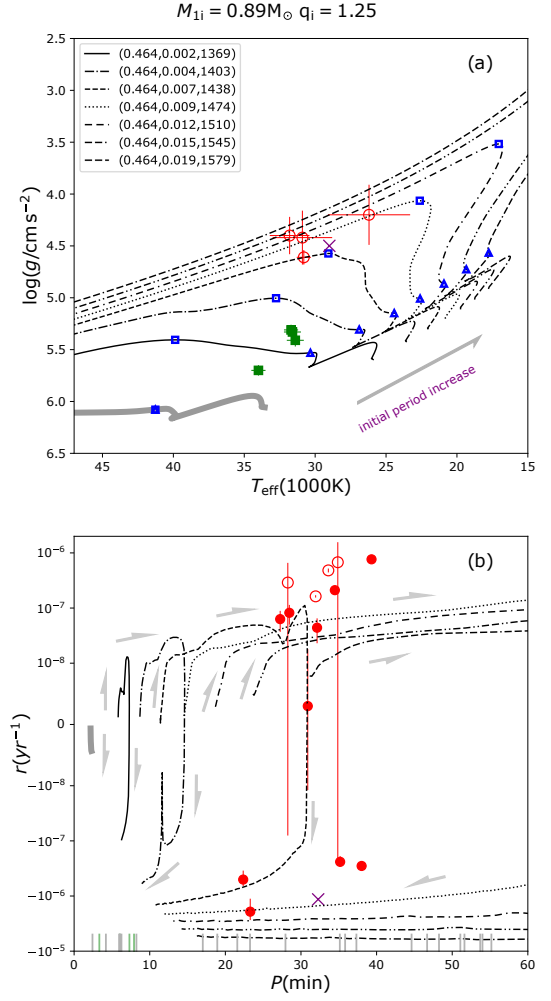 M₁ᵢ = 0.89M☉ qᵢ = 1.25
(a)
(0.464,0.002,1369)
(0.464,0.004,1403)
(0.464,0.007,1438)
(0.464,0.009,1474)
(0.464,0.012,1510)
(0.464,0.015,1545)
(0.464,0.019,1579)
2.5
3.0
3.5
4.0
4.5
5.0
5.5
6.0
6.5
log(g/cm s⁻²)
initial period increase
45 40 35 30 25 20 15
T_eff(1000K)
(b)
10⁻⁶
10⁻⁷
10⁻⁸
0
−10⁻⁸
−10⁻⁷
−10⁻⁶
−10⁻⁵
r(yr⁻¹)
0 10 20 30 40 50 60
P(min)